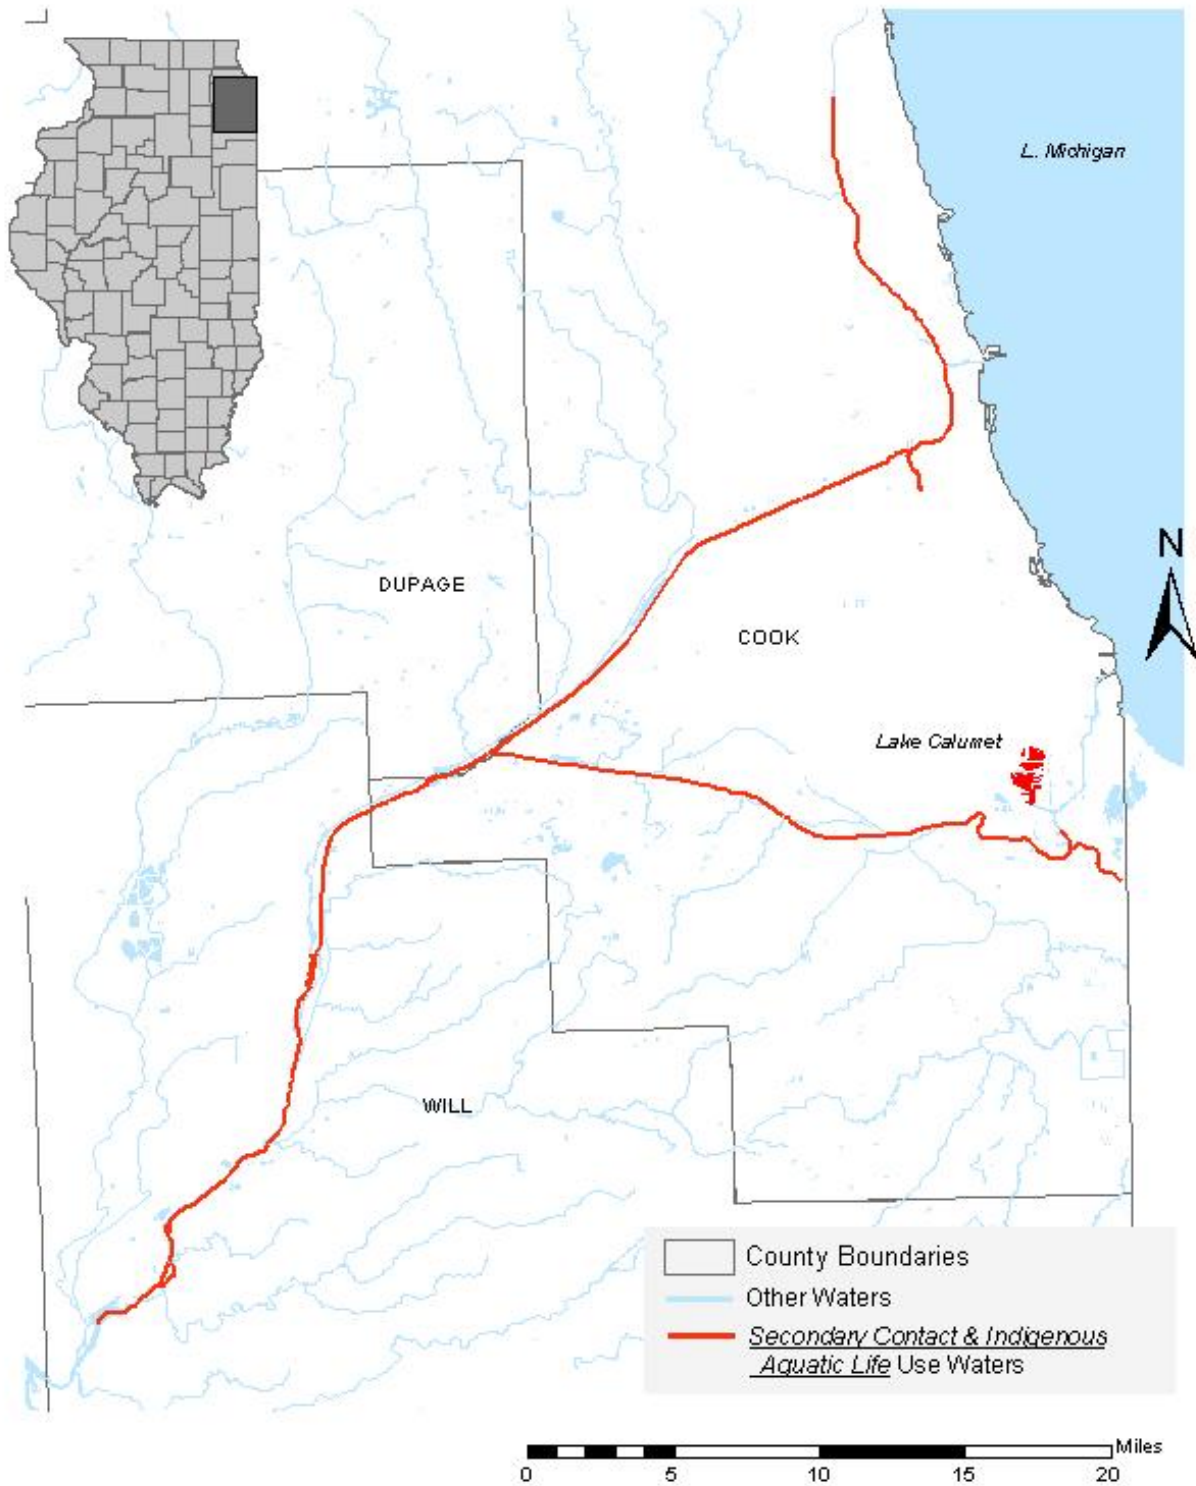 L. Michigan
N
DUPAGE
COOK
Lake Calumet
WILL
County Boundaries
Other Waters
Secondary Contact & Indigenous
Aquatic Life Use Waters
Miles
0 5 10 15 20